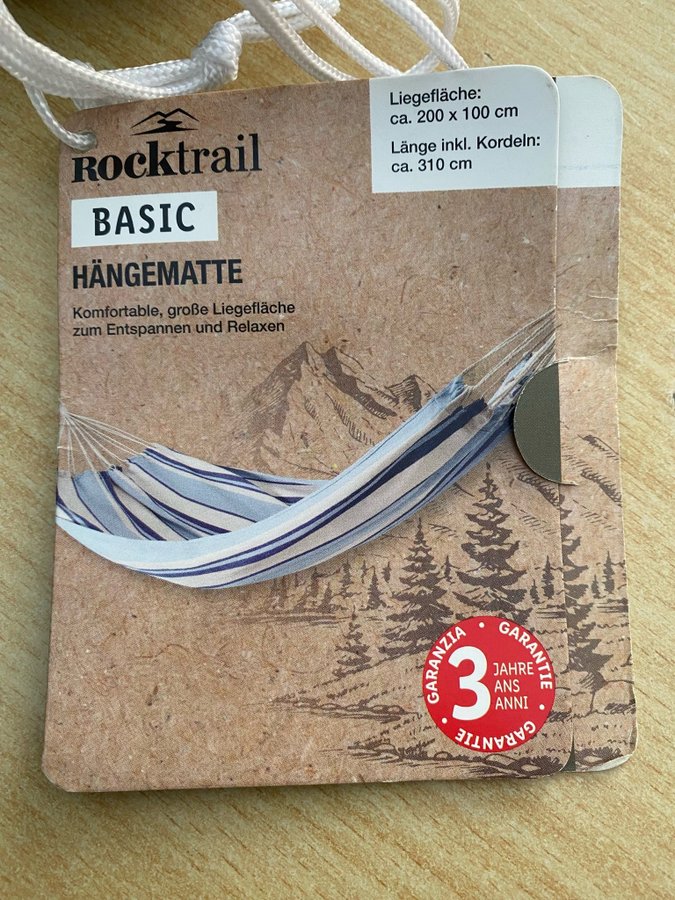 Rocktrail
BASIC
HÄNGEMATTE
Komfortable, große Liegefläche
zum Entspannen und Relaxen
Liegefläche:
ca. 200 x 100 cm
Länge inkl. Kordeln:
ca. 310 cm
GARANZIA • GARANTIE • GARANTIE •
3
JAHRE
ANS
ANNI